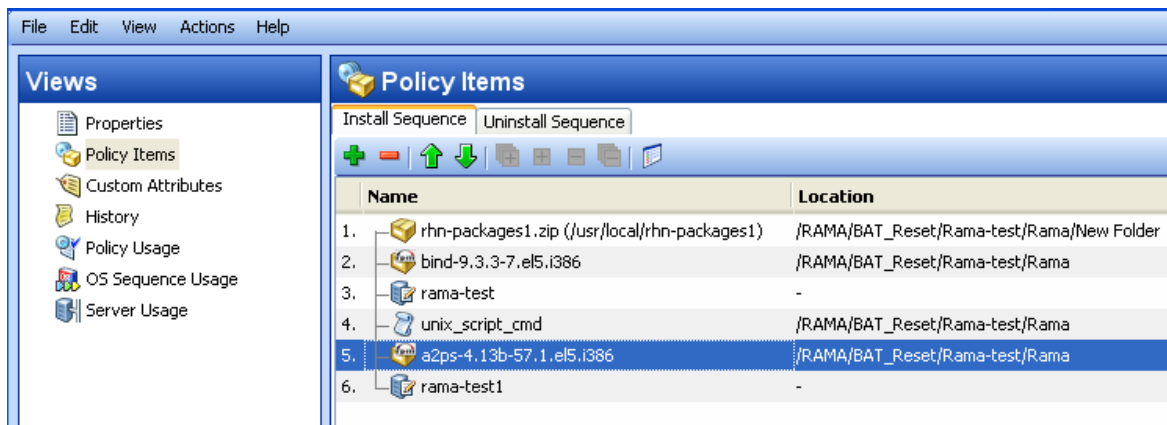 File Edit View Actions Help
Views
Properties
Policy Items
Custom Attributes
History
Policy Usage
OS Sequence Usage
Server Usage
Policy Items
Install Sequence Uninstall Sequence
Name Location
1. rhn-packages1.zip (/usr/local/rhn-packages1) /RAMA/BAT_Reset/Rama-test/Rama/New Folder
2. bind-9.3.3-7.el5.i386 /RAMA/BAT_Reset/Rama-test/Rama
3. rama-test -
4. unix_script_cmd /RAMA/BAT_Reset/Rama-test/Rama
5. a2ps-4.13b-57.1.el5.i386 /RAMA/BAT_Reset/Rama-test/Rama
6. rama-test1 -